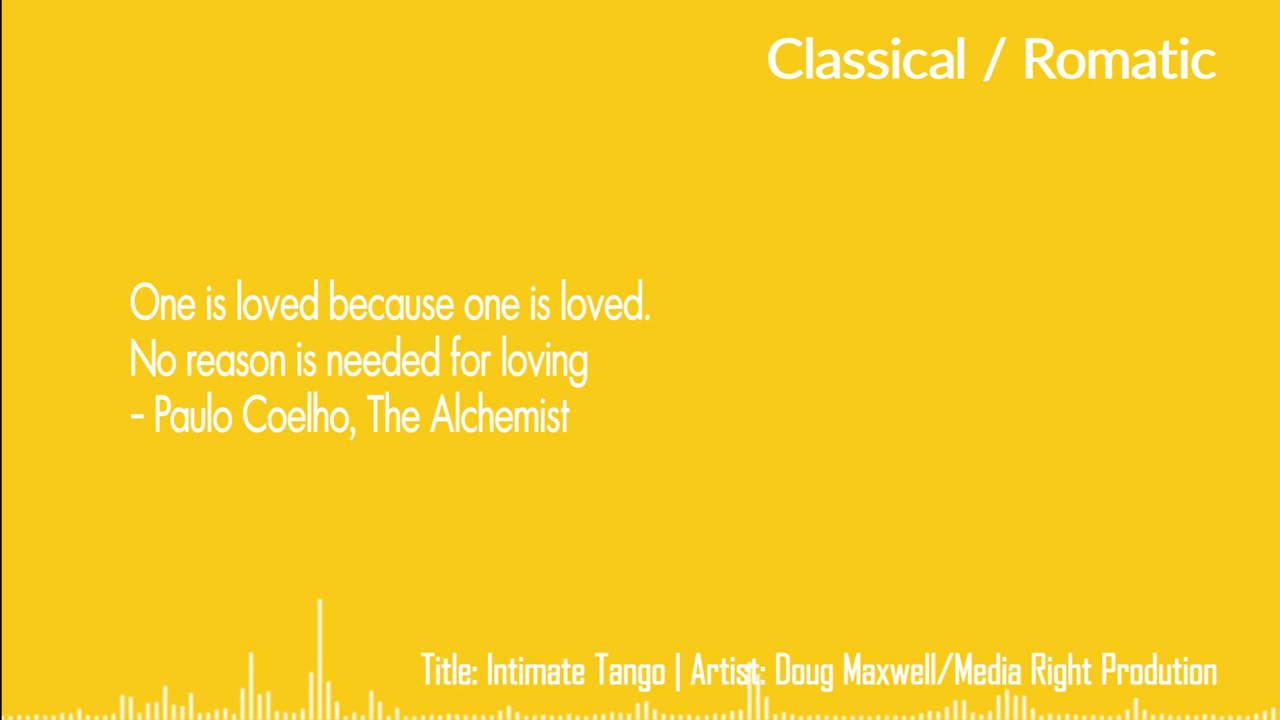 Classical / Romatic
One is loved because one is loved.
No reason is needed for loving
- Paulo Coelho, The Alchemist
Title: Intimate Tango | Artist: Doug Maxwell/Media Right Prodution